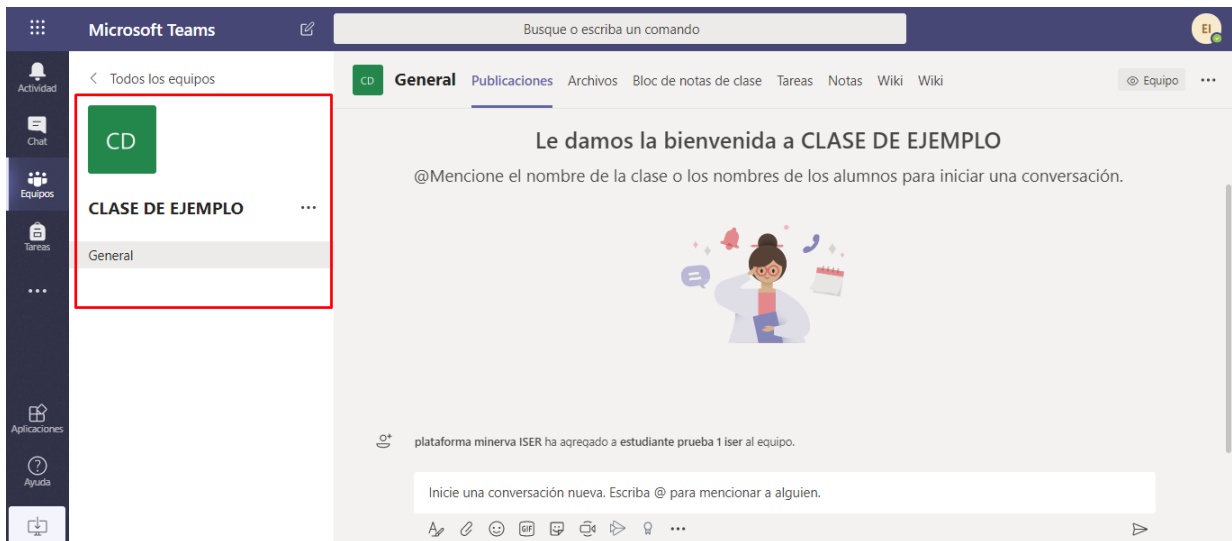 Microsoft Teams
Busque o escriba un comando
EI
Actividad
Chat
Equipos
Tareas
Aplicaciones
Ayuda
Todos los equipos
CD
CLASE DE EJEMPLO
General
CD General Publicaciones Archivos Bloc de notas de clase Tareas Notas Wiki Wiki Equipo
Le damos la bienvenida a CLASE DE EJEMPLO
@Mencione el nombre de la clase o los nombres de los alumnos para iniciar una conversación.
plataforma minerva ISER ha agregado a estudiante prueba 1 iser al equipo.
Inicie una conversación nueva. Escriba @ para mencionar a alguien.
GIF